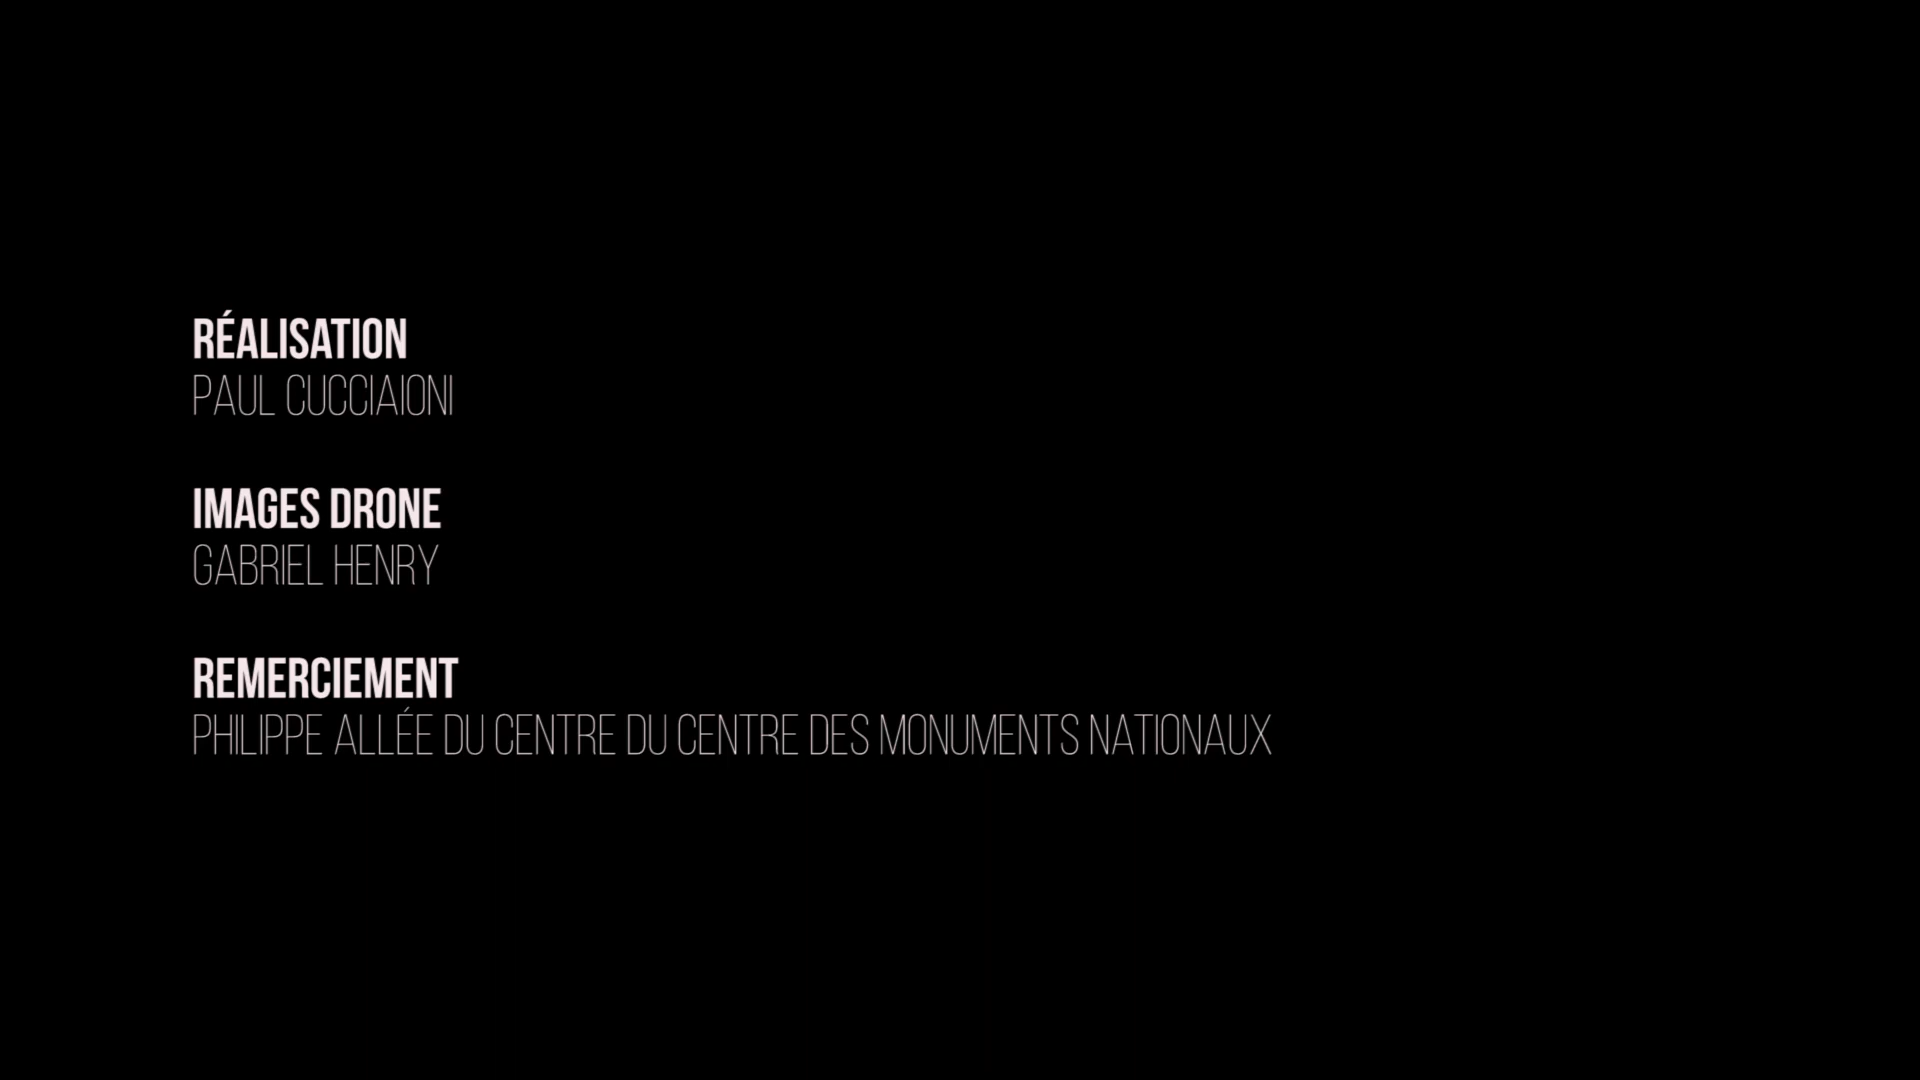 RÉALISATION
PAUL CUCCIAIONI
IMAGES DRONE
GABRIEL HENRY
REMERCIEMENT
PHILIPPE ALLÉE DU CENTRE DU CENTRE DES MONUMENTS NATIONAUX